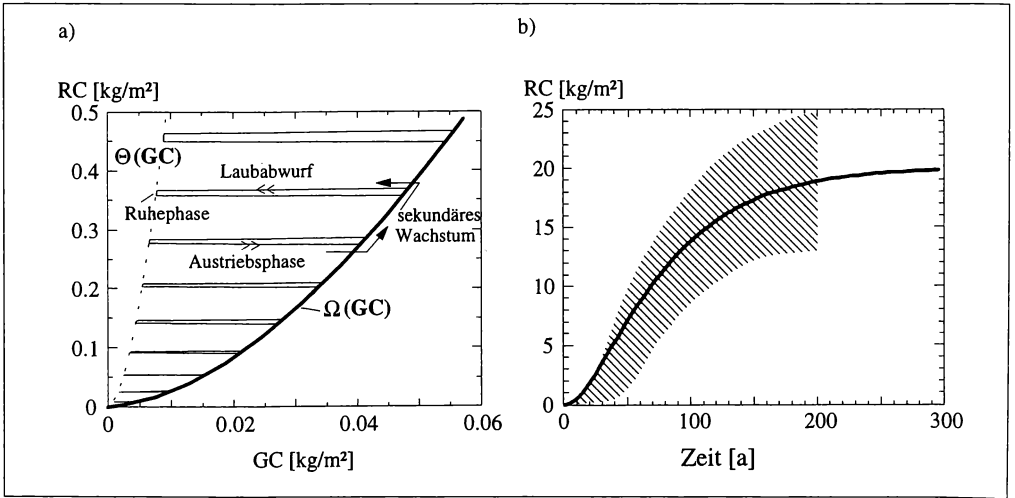 a)
RC [kg/m²]
0.5
0.4
0.3
0.2
0.1
0
Θ(GC)
Laubabwurf
Ruhephase
sekundäres
Wachstum
Austriebsphase
Ω(GC)
0
0.02
0.04
0.06
GC [kg/m²]
b)
RC [kg/m²]
25
20
15
10
5
0
0
100
200
300
Zeit [a]